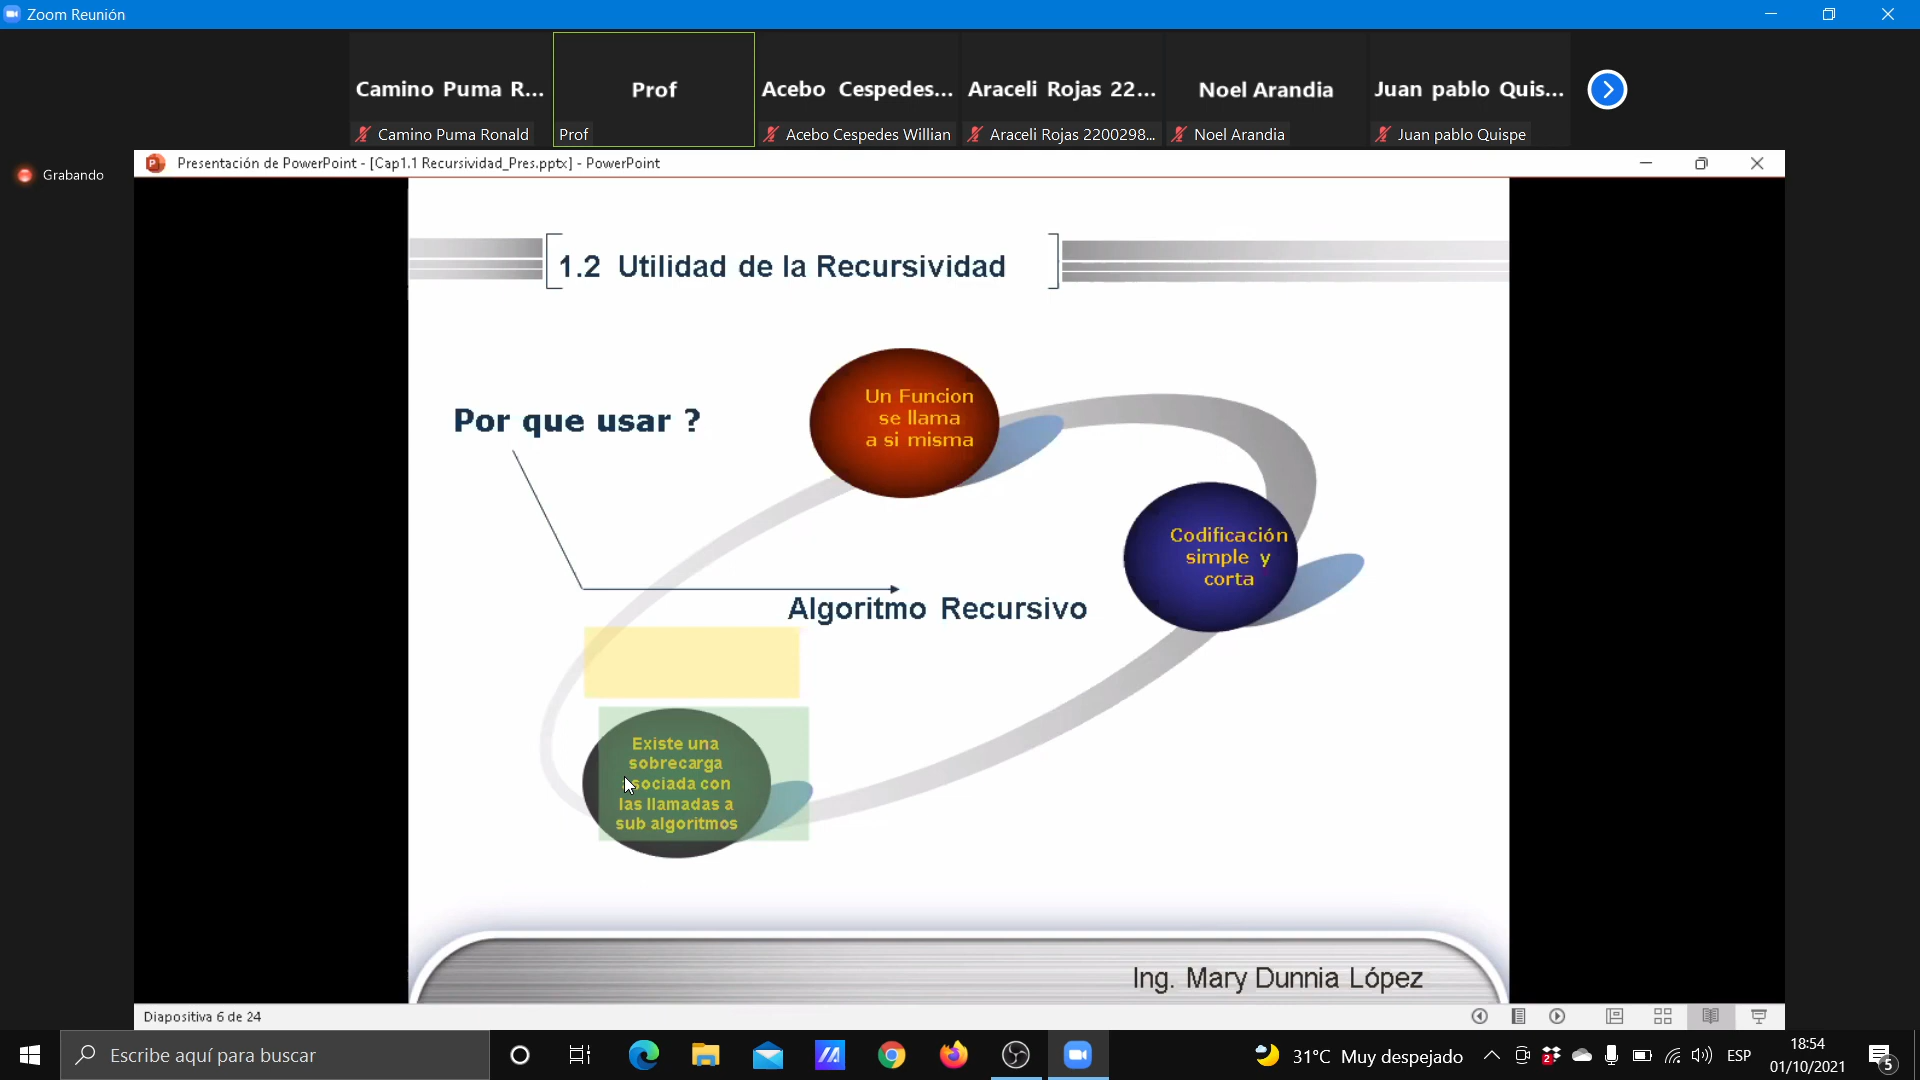 Zoom Reunión
Camino Puma R...
Prof
Acebo Cespedes...
Araceli Rojas 22...
Noel Arandia
Juan pablo Quis...
Camino Puma Ronald
Prof
Acebo Cespedes Willian
Araceli Rojas 2200298...
Noel Arandia
Juan pablo Quispe
Grabando
Presentación de PowerPoint - [Cap1.1 Recursividad_Pres.pptx] - PowerPoint
1.2 Utilidad de la Recursividad
Por que usar ?
Un Funcion
se llama
a si misma
Codificación
simple y
corta
Algoritmo Recursivo
Existe una
sobrecarga
asociada con
las llamadas a
sub algoritmos
Ing. Mary Dunnia López
Diapositiva 6 de 24
Escribe aquí para buscar
31°C Muy despejado
2
ESP
18:54
01/10/2021
5